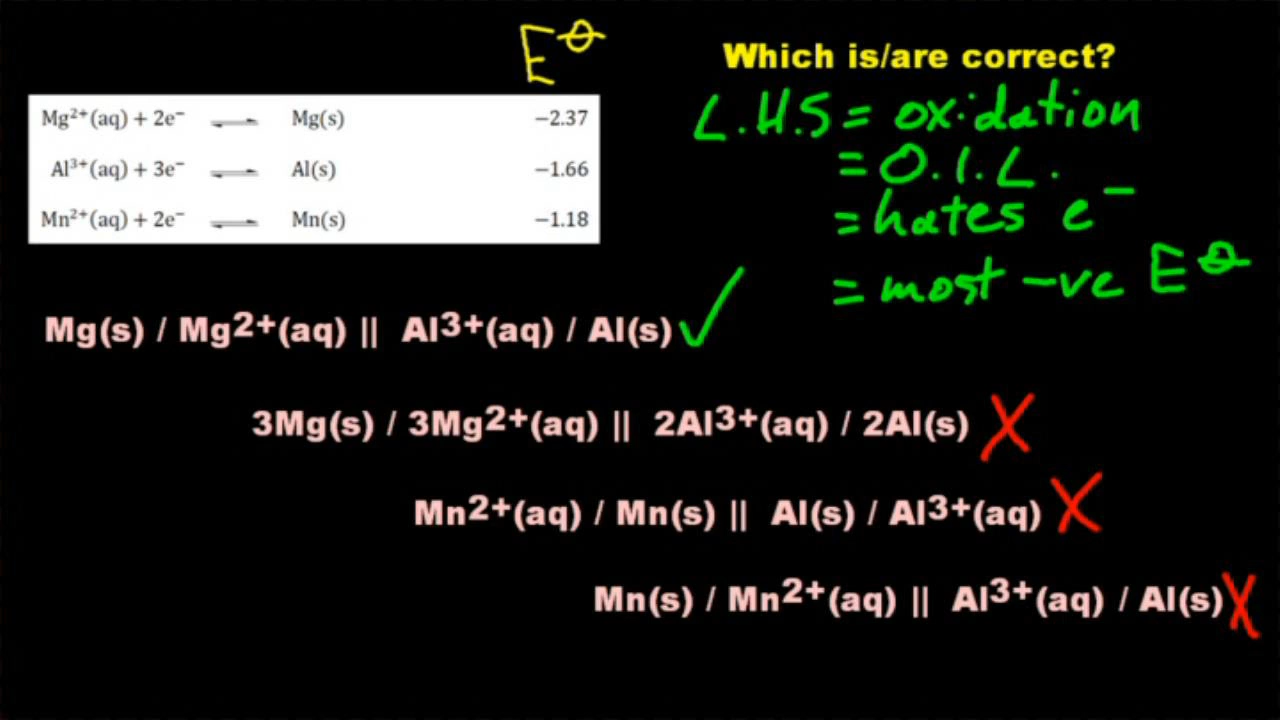 E⦵
Which is/are correct?
Mg²⁺(aq) + 2e⁻ ⇌ Mg(s) −2.37
Al³⁺(aq) + 3e⁻ ⇌ Al(s) −1.66
Mn²⁺(aq) + 2e⁻ ⇌ Mn(s) −1.18
L.H.S = oxidation
= O.I.L.
= hates e⁻
= most -ve E⦵
Mg(s) / Mg2+(aq) || Al3+(aq) / Al(s) ✓
3Mg(s) / 3Mg2+(aq) || 2Al3+(aq) / 2Al(s) X
Mn2+(aq) / Mn(s) || Al(s) / Al3+(aq) X
Mn(s) / Mn2+(aq) || Al3+(aq) / Al(s) X